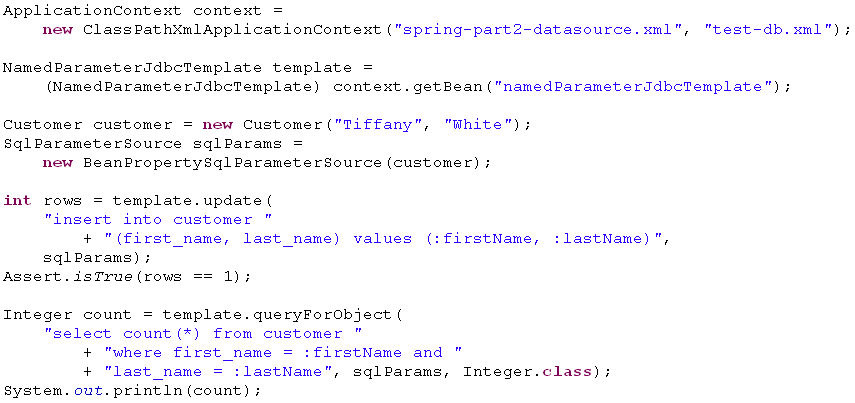 ApplicationContext context =
    new ClassPathXmlApplicationContext("spring-part2-datasource.xml", "test-db.xml");

NamedParameterJdbcTemplate template =
    (NamedParameterJdbcTemplate) context.getBean("namedParameterJdbcTemplate");

Customer customer = new Customer("Tiffany", "White");
SqlParameterSource sqlParams =
    new BeanPropertySqlParameterSource(customer);

int rows = template.update(
    "insert into customer "
        + "(first_name, last_name) values (:firstName, :lastName)",
    sqlParams);
Assert.isTrue(rows == 1);

Integer count = template.queryForObject(
    "select count(*) from customer "
        + "where first_name = :firstName and "
        + "last_name = :lastName", sqlParams, Integer.class);
System.out.println(count);